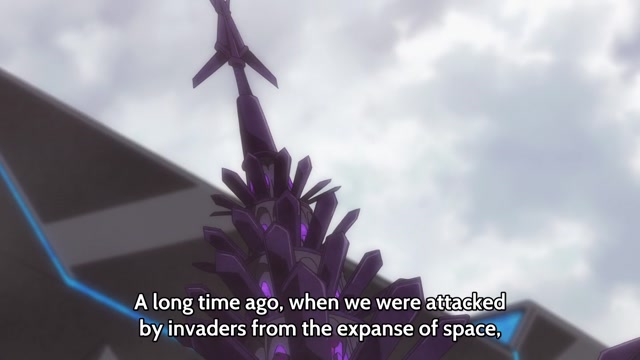 A long time ago, when we were attacked
by invaders from the expanse of space,